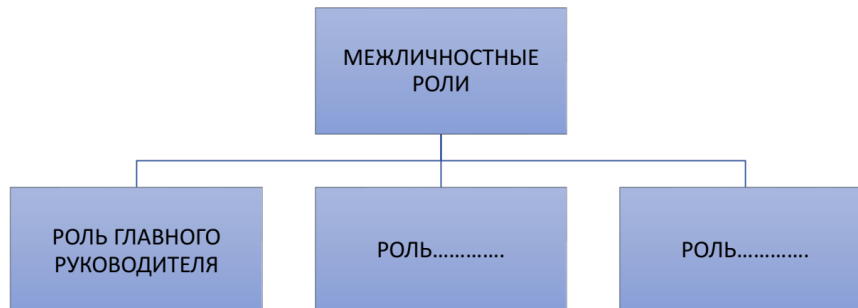 МЕЖЛИЧНОСТНЫЕ
РОЛИ
РОЛЬ ГЛАВНОГО
РУКОВОДИТЕЛЯ
РОЛЬ………….
РОЛЬ………….